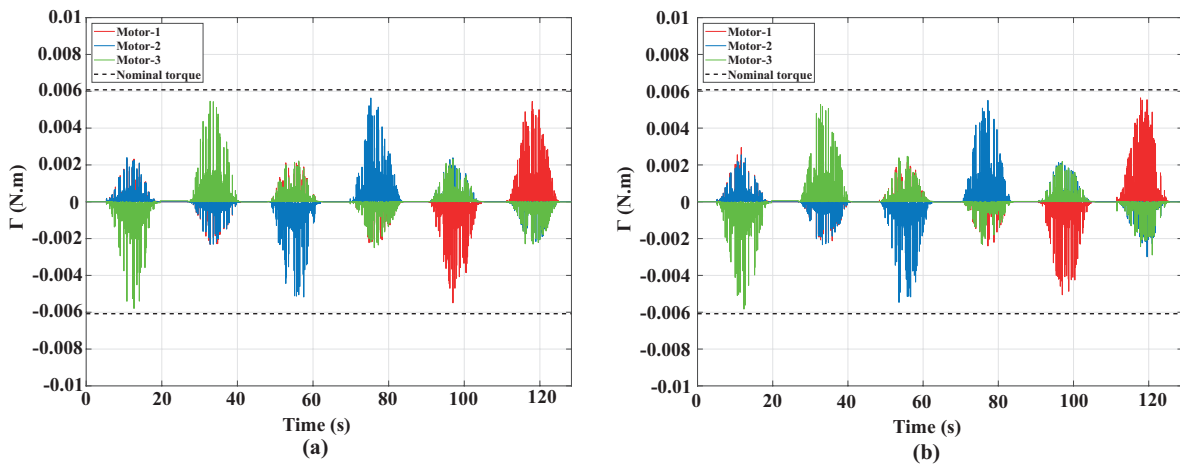 0.01
0.008
0.006
0.004
0.002
0
-0.002
-0.004
-0.006
-0.008
-0.01
Γ (N.m)
Motor-1
Motor-2
Motor-3
Nominal torque
0 20 40 60 80 100 120
Time (s)
(a)
0.01
0.008
0.006
0.004
0.002
0
-0.002
-0.004
-0.006
-0.008
-0.01
Γ (N.m)
Motor-1
Motor-2
Motor-3
Nominal torque
0 20 40 60 80 100 120
Time (s)
(b)